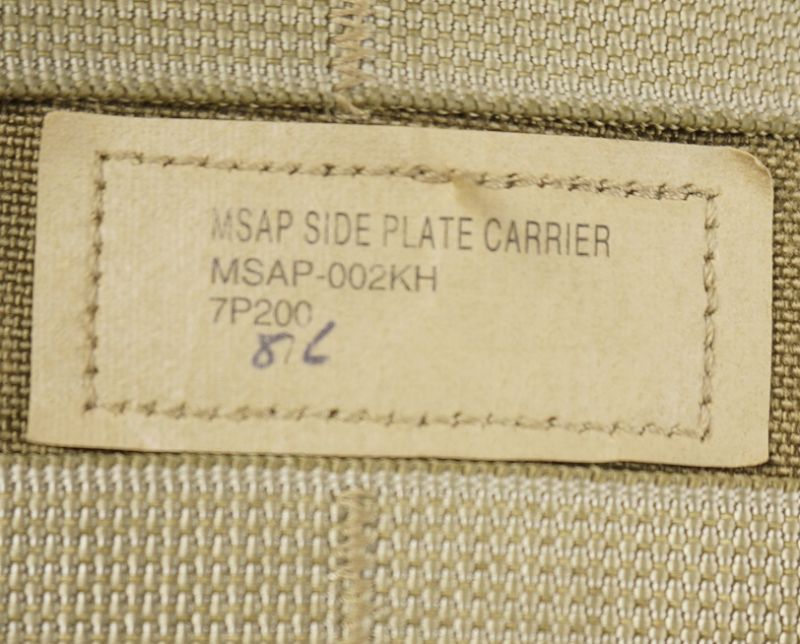 MSAP SIDE PLATE CARRIER
MSAP-002KH
7P200